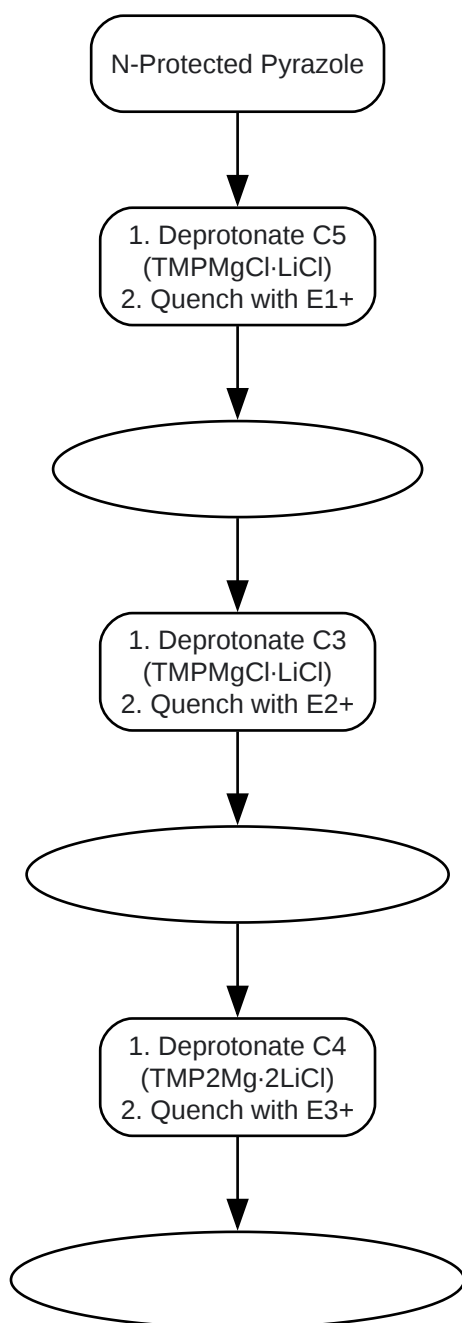 N-Protected Pyrazole
1. Deprotonate C5
(TMPMgCl·LiCl)
2. Quench with E1+
1. Deprotonate C3
(TMPMgCl·LiCl)
2. Quench with E2+
1. Deprotonate C4
(TMP2Mg·2LiCl)
2. Quench with E3+